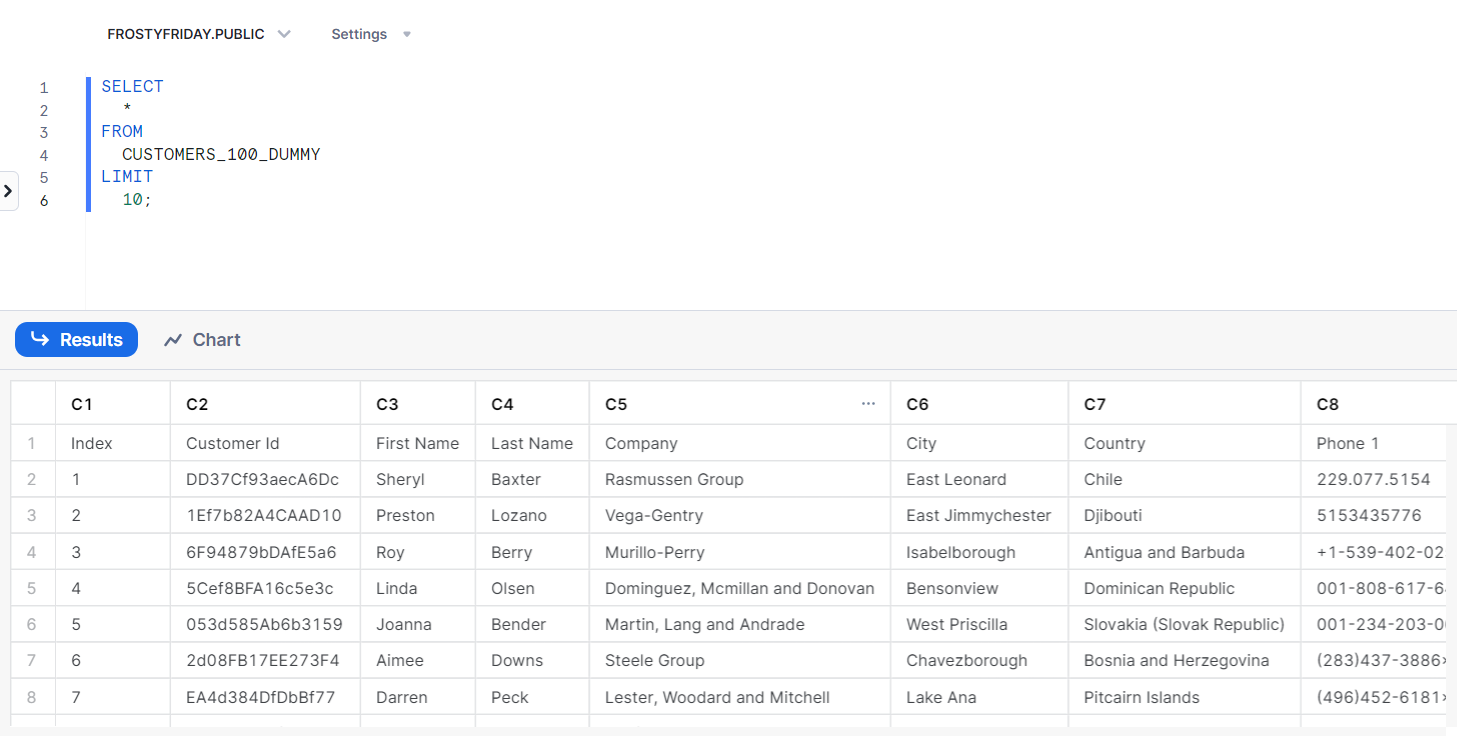 FROSTYFRIDAY.PUBLIC Settings
1 SELECT
2 *
3 FROM
4 CUSTOMERS_100_DUMMY
5 LIMIT
6 10;
Results Chart
C1 C2 C3 C4 C5 ... C6 C7 C8
1 Index Customer Id First Name Last Name Company City Country Phone 1
2 1 DD37Cf93aecA6Dc Sheryl Baxter Rasmussen Group East Leonard Chile 229.077.5154
3 2 1Ef7b82A4CAAD10 Preston Lozano Vega-Gentry East Jimmychester Djibouti 5153435776
4 3 6F94879bDAfE5a6 Roy Berry Murillo-Perry Isabelborough Antigua and Barbuda +1-539-402-02
5 4 5Cef8BFA16c5e3c Linda Olsen Dominguez, Mcmillan and Donovan Bensonview Dominican Republic 001-808-617-6
6 5 053d585Ab6b3159 Joanna Bender Martin, Lang and Andrade West Priscilla Slovakia (Slovak Republic) 001-234-203-0
7 6 2d08FB17EE273F4 Aimee Downs Steele Group Chavezborough Bosnia and Herzegovina (283)437-3886
8 7 EA4d384DfDbBf77 Darren Peck Lester, Woodard and Mitchell Lake Ana Pitcairn Islands (496)452-6181